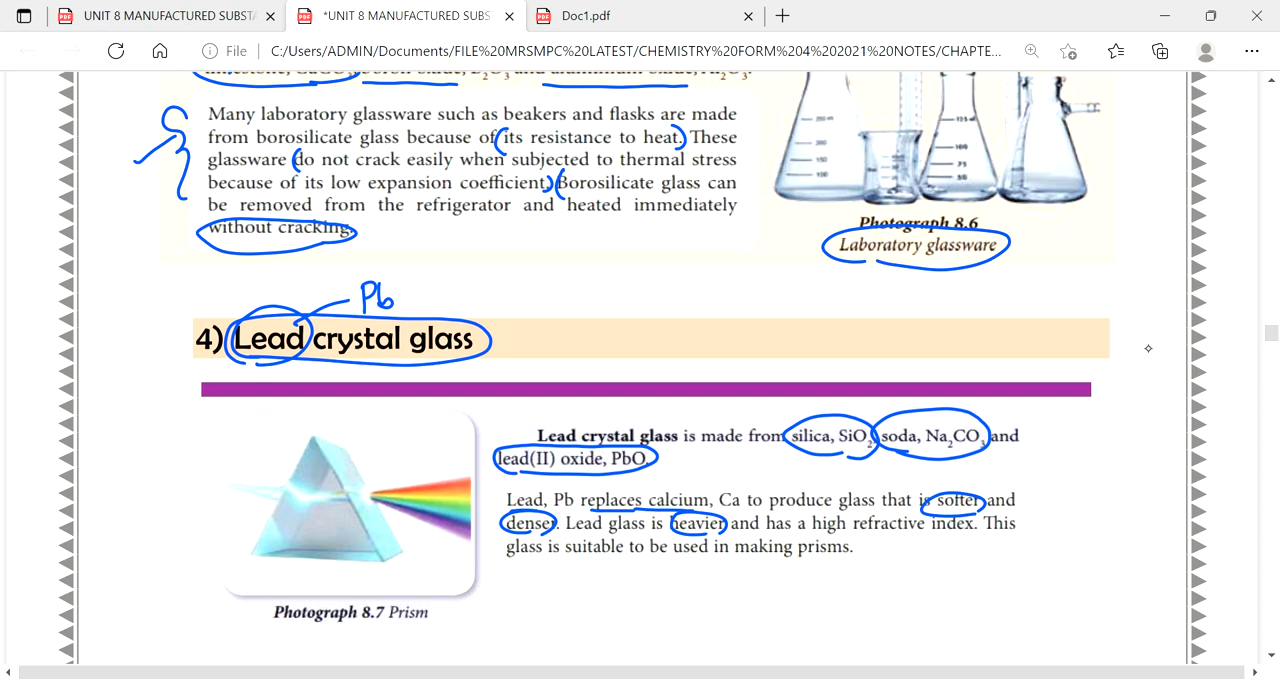 UNIT 8 MANUFACTURED SUBSTA
*UNIT 8 MANUFACTURED SUBS
Doc1.pdf
File
C:/Users/ADMIN/Documents/FILE%20MRSMPC%20LATEST/CHEMISTRY%20FORM%204%202021%20NOTES/CHAPTE...
Many laboratory glassware such as beakers and flasks are made
from borosilicate glass because of its resistance to heat. These
glassware do not crack easily when subjected to thermal stress
because of its low expansion coefficient. Borosilicate glass can
be removed from the refrigerator and heated immediately
without cracking.
Photograph 8.6
Laboratory glassware
Pb
4) Lead crystal glass
Lead crystal glass is made from silica, SiO₂, soda, Na₂CO₃ and
lead(II) oxide, PbO.
Lead, Pb replaces calcium, Ca to produce glass that is softer and
denser. Lead glass is heavier and has a high refractive index. This
glass is suitable to be used in making prisms.
Photograph 8.7 Prism